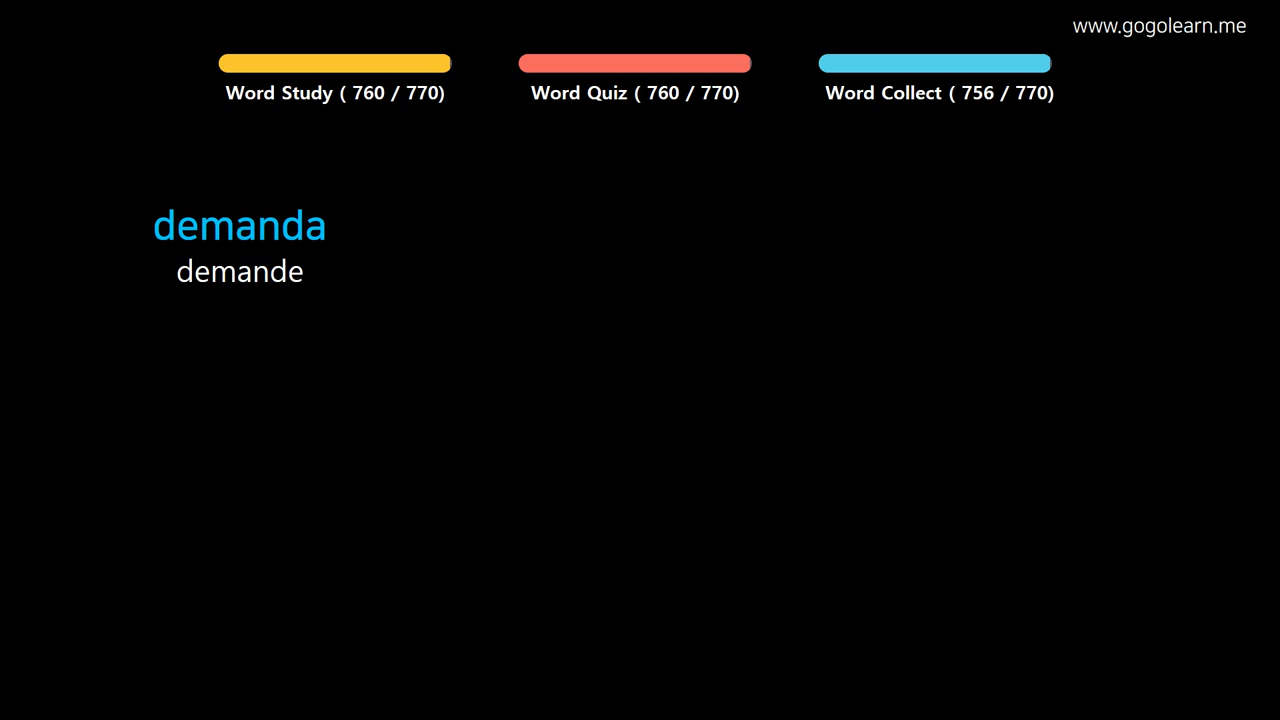 www.gogolearn.me
Word Study ( 760 / 770)
Word Quiz ( 760 / 770)
Word Collect ( 756 / 770)
demanda
demande